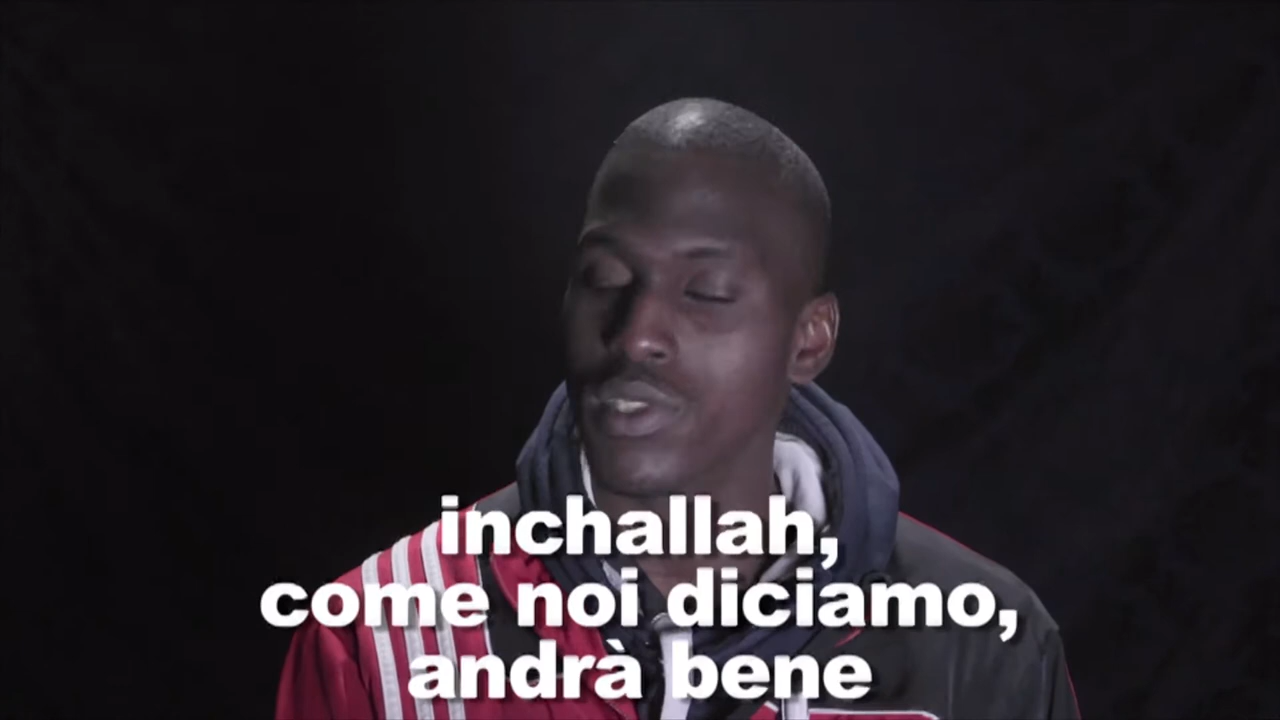 inchallah,
come noi diciamo,
andrà bene